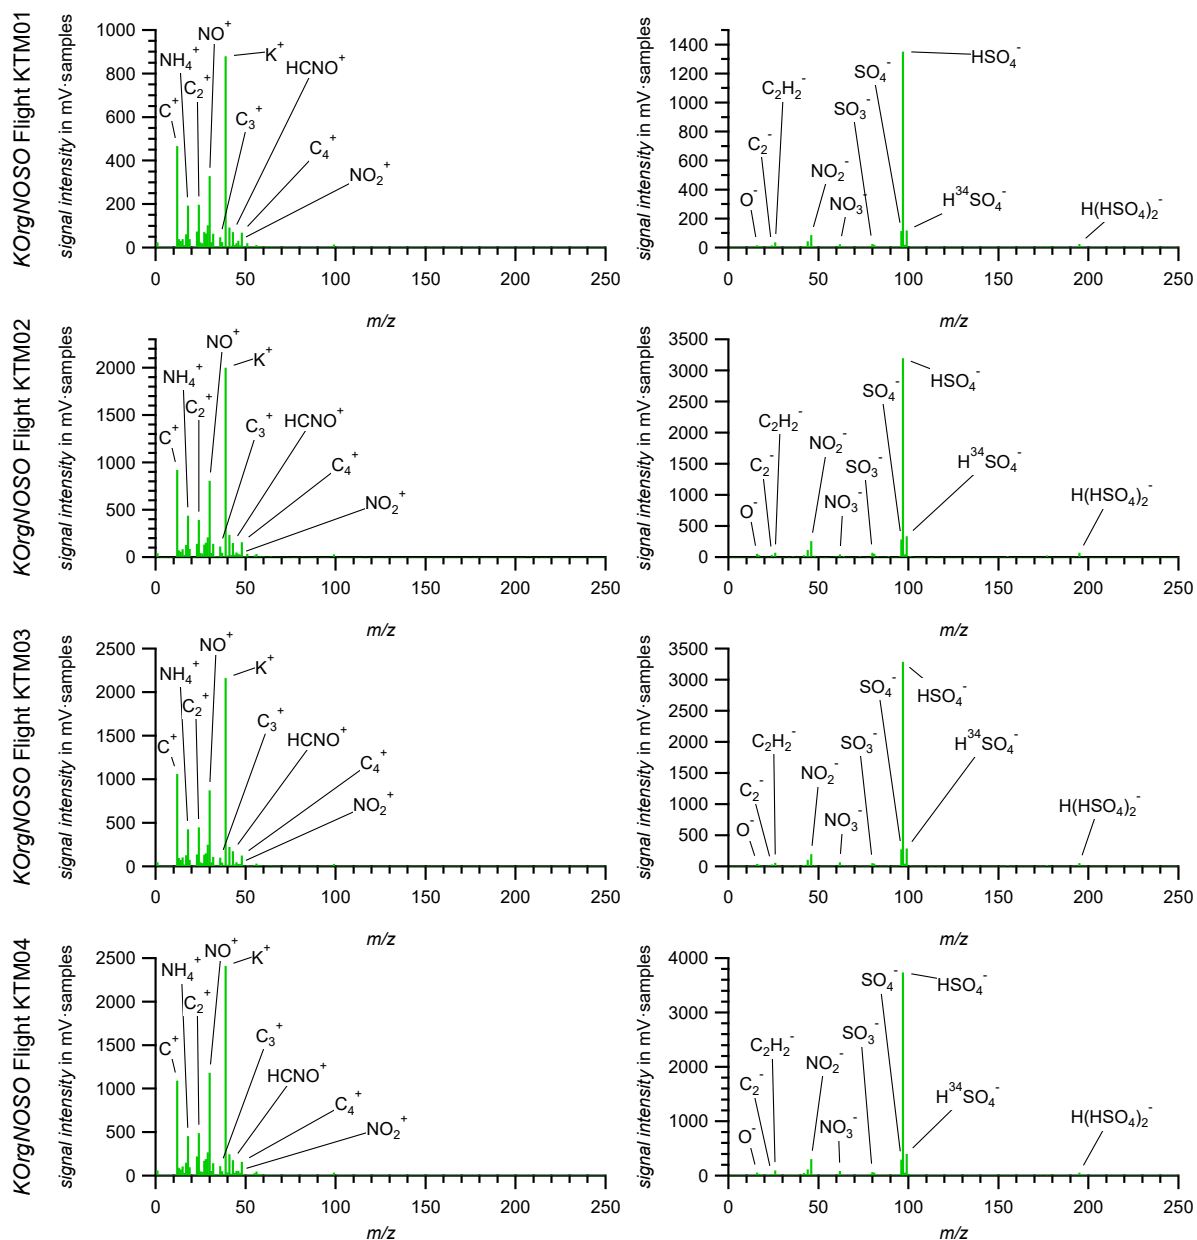 KOrgNOSO Flight KTM01
signal intensity in mV·samples
1000
800
600
400
200
0
C⁺
NH₄⁺
C₂⁺
NO⁺
K⁺
HCNO⁺
C₃⁺
C₄⁺
NO₂⁺
0 50 100 150 200 250
m/z
signal intensity in mV·samples
1400
1200
1000
800
600
400
200
0
O⁻
C₂⁻
C₂H₂⁻
NO₂⁻
NO₃⁻
SO₃⁻
SO₄⁻
HSO₄⁻
H³⁴SO₄⁻
H(HSO₄)₂⁻
0 50 100 150 200 250
m/z
KOrgNOSO Flight KTM02
signal intensity in mV·samples
2000
1500
1000
500
0
C⁺
NH₄⁺
C₂⁺
NO⁺
K⁺
C₃⁺
HCNO⁺
C₄⁺
NO₂⁺
0 50 100 150 200 250
m/z
signal intensity in mV·samples
3500
3000
2500
2000
1500
1000
500
0
O⁻
C₂⁻
C₂H₂⁻
NO₂⁻
NO₃⁻
SO₃⁻
SO₄⁻
HSO₄⁻
H³⁴SO₄⁻
H(HSO₄)₂⁻
0 50 100 150 200 250
m/z
KOrgNOSO Flight KTM03
signal intensity in mV·samples
2500
2000
1500
1000
500
0
C⁺
NH₄⁺
C₂⁺
NO⁺
K⁺
C₃⁺
HCNO⁺
C₄⁺
NO₂⁺
0 50 100 150 200 250
m/z
signal intensity in mV·samples
3500
3000
2500
2000
1500
1000
500
0
O⁻
C₂⁻
C₂H₂⁻
NO₂⁻
NO₃⁻
SO₃⁻
SO₄⁻
HSO₄⁻
H³⁴SO₄⁻
H(HSO₄)₂⁻
0 50 100 150 200 250
m/z
KOrgNOSO Flight KTM04
signal intensity in mV·samples
2500
2000
1500
1000
500
0
C⁺
NH₄⁺
C₂⁺
NO⁺
K⁺
C₃⁺
HCNO⁺
C₄⁺
NO₂⁺
0 50 100 150 200 250
m/z
signal intensity in mV·samples
4000
3000
2000
1000
0
O⁻
C₂⁻
C₂H₂⁻
NO₂⁻
NO₃⁻
SO₃⁻
SO₄⁻
HSO₄⁻
H³⁴SO₄⁻
H(HSO₄)₂⁻
0 50 100 150 200 250
m/z